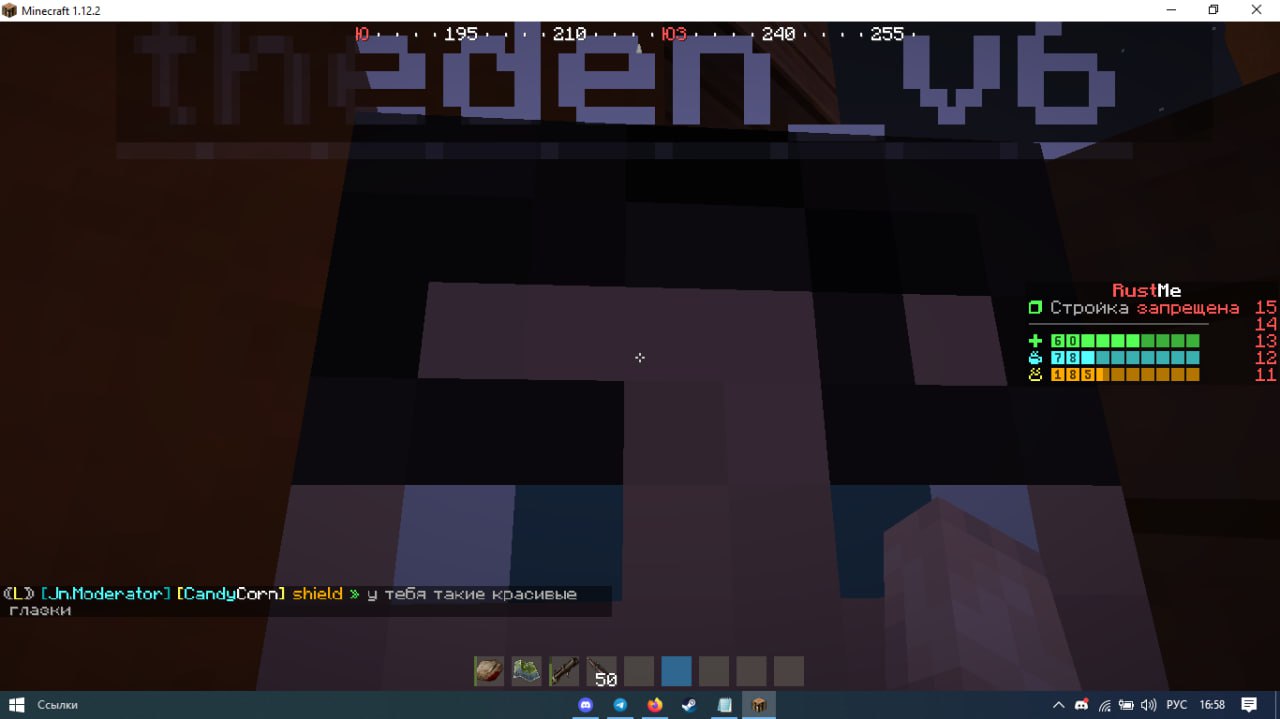 Minecraft 1.12.2
Ю 195 210 ЮЗ 240 255
theden_v6
RustMe
Стройка запрещена 15
14
60 13
78 12
185 11
(L) [Jn.Moderator] [CandyCorn] shield » у тебя такие красивые
глазки
50
Ссылки
РУС 16:58